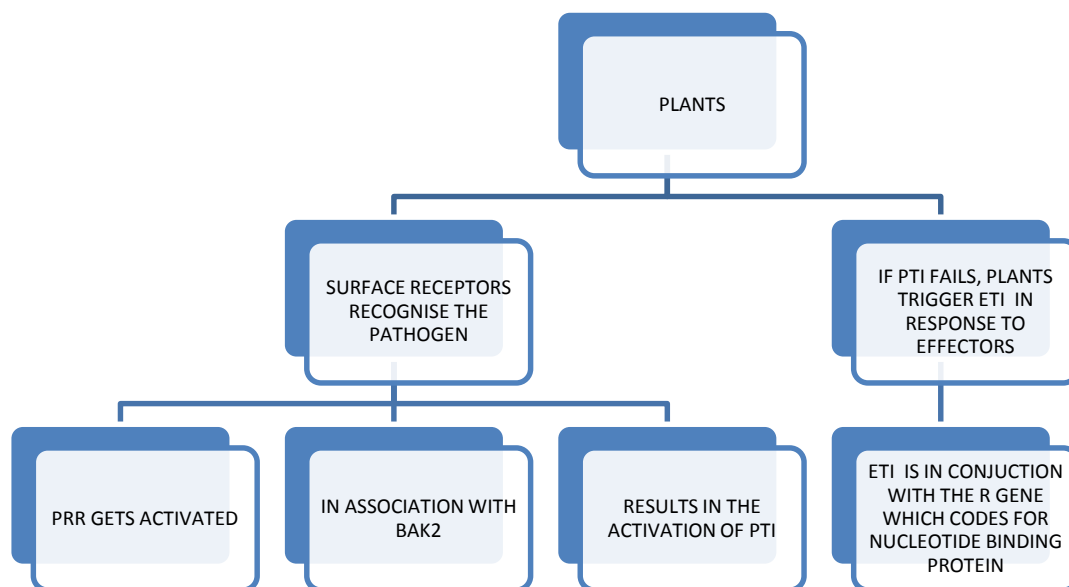 PLANTS
SURFACE RECEPTORS
RECOGNISE THE
PATHOGEN
IF PTI FAILS, PLANTS
TRIGGER ETI IN
RESPONSE TO
EFFECTORS
PRR GETS ACTIVATED
IN ASSOCIATION WITH
BAK2
RESULTS IN THE
ACTIVATION OF PTI
ETI IS IN CONJUCTION
WITH THE R GENE
WHICH CODES FOR
NUCLEOTIDE BINDING
PROTEIN